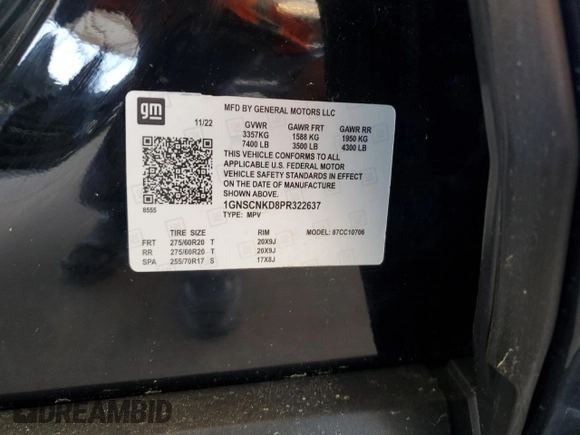 gm
MFD BY GENERAL MOTORS LLC
11/22 GVWR GAWR FRT GAWR RR
3357KG 1588 KG 1950 KG
7400 LB 3500 LB 4300 LB
THIS VEHICLE CONFORMS TO ALL
APPLICABLE U.S. FEDERAL MOTOR
VEHICLE SAFETY STANDARDS IN EFFECT
ON THE DATE OF MANUFACTURE
SHOWN ABOVE.
8555 1GNSCNKD8PR322637
TYPE: MPV
TIRE SIZE RIM MODEL: 07CC10706
FRT 275/60R20 T 20X9J
RR 275/60R20 T 20X9J
SPA 255/70R17 S 17X8J
DREAMBID